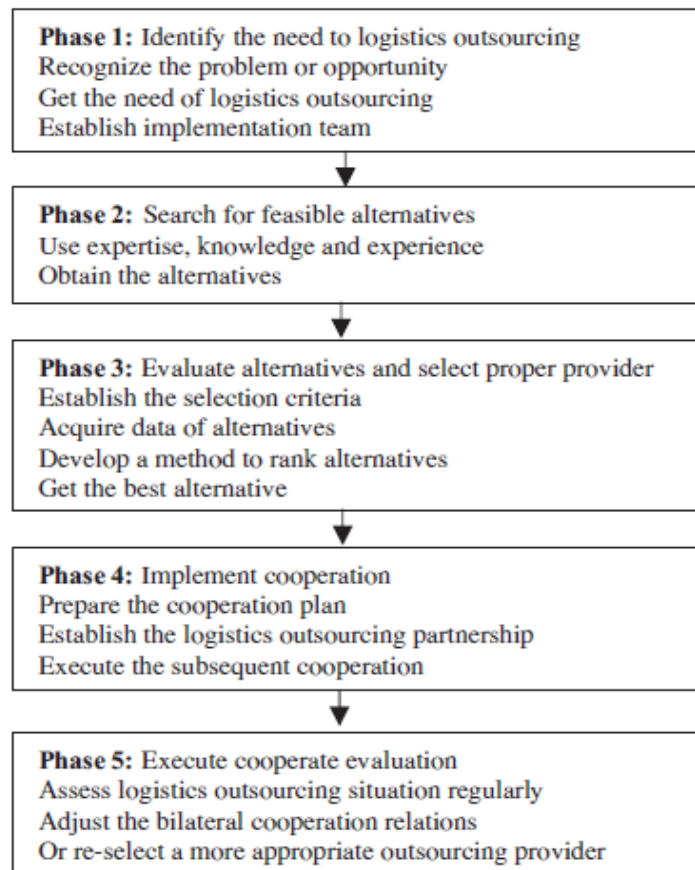 Phase 1: Identify the need to logistics outsourcing
Recognize the problem or opportunity
Get the need of logistics outsourcing
Establish implementation team
Phase 2: Search for feasible alternatives
Use expertise, knowledge and experience
Obtain the alternatives
Phase 3: Evaluate alternatives and select proper provider
Establish the selection criteria
Acquire data of alternatives
Develop a method to rank alternatives
Get the best alternative
Phase 4: Implement cooperation
Prepare the cooperation plan
Establish the logistics outsourcing partnership
Execute the subsequent cooperation
Phase 5: Execute cooperate evaluation
Assess logistics outsourcing situation regularly
Adjust the bilateral cooperation relations
Or re-select a more appropriate outsourcing provider